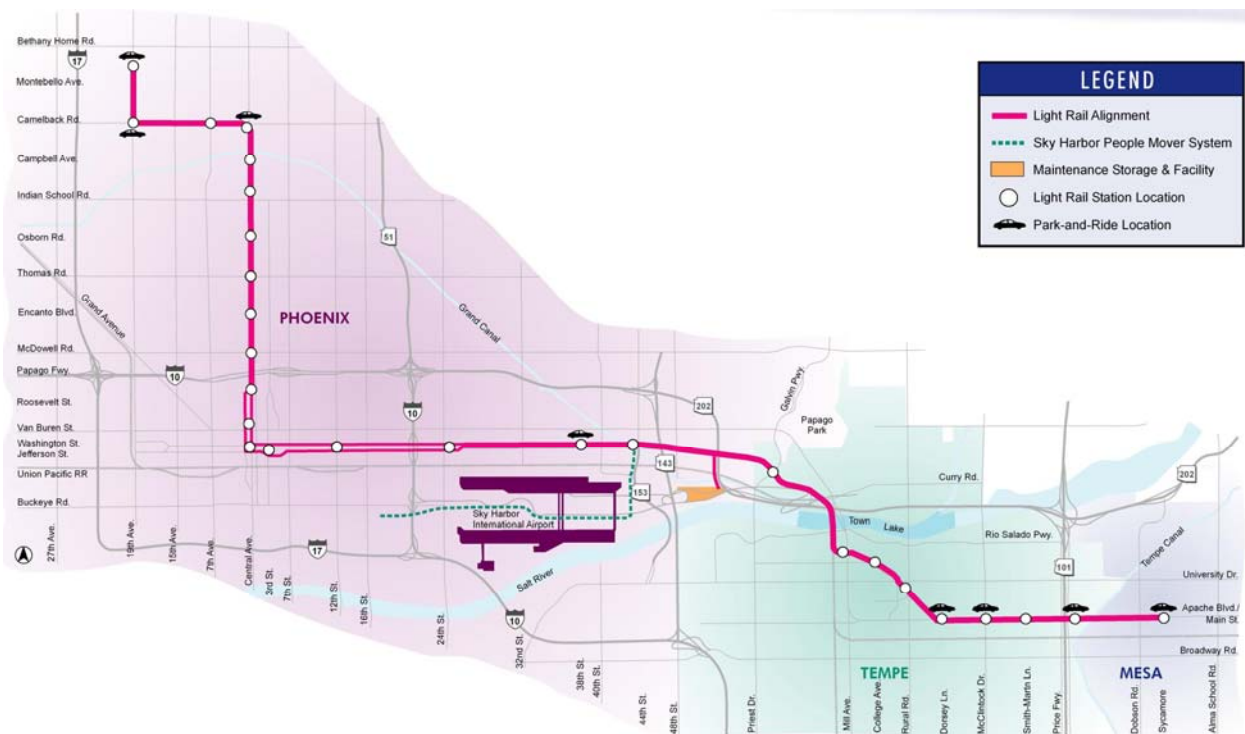 Bethany Home Rd.
Montebello Ave.
Camelback Rd.
Campbell Ave.
Indian School Rd.
Osborn Rd.
Thomas Rd.
Encanto Blvd.
McDowell Rd.
Papago Fwy.
Roosevelt St.
Van Buren St.
Washington St.
Jefferson St.
Union Pacific RR
Buckeye Rd.
17
Grand Avenue
10
PHOENIX
51
Grand Canal
10
202
143
153
Galvin Pwy.
Papago
Park
Sky Harbor
International Airport
Salt River
17
10
Curry Rd.
202
Town Lake
Rio Salado Pwy.
101
Tempe Canal
University Dr.
Apache Blvd./
Main St.
Broadway Rd.
TEMPE
MESA
27th Ave.
19th Ave.
15th Ave.
7th Ave.
Central Ave.
3rd St.
7th St.
12th St.
16th St.
24th St.
32nd St.
38th St.
40th St.
44th St.
48th St.
Priest Dr.
Mill Ave.
College Ave.
Rural Rd.
Dorsey Ln.
McClintock Dr.
Smith-Martin Ln.
Price Fwy.
Dobson Rd.
Sycamore
Alma School Rd.
LEGEND
Light Rail Alignment
Sky Harbor People Mover System
Maintenance Storage & Facility
Light Rail Station Location
Park-and-Ride Location